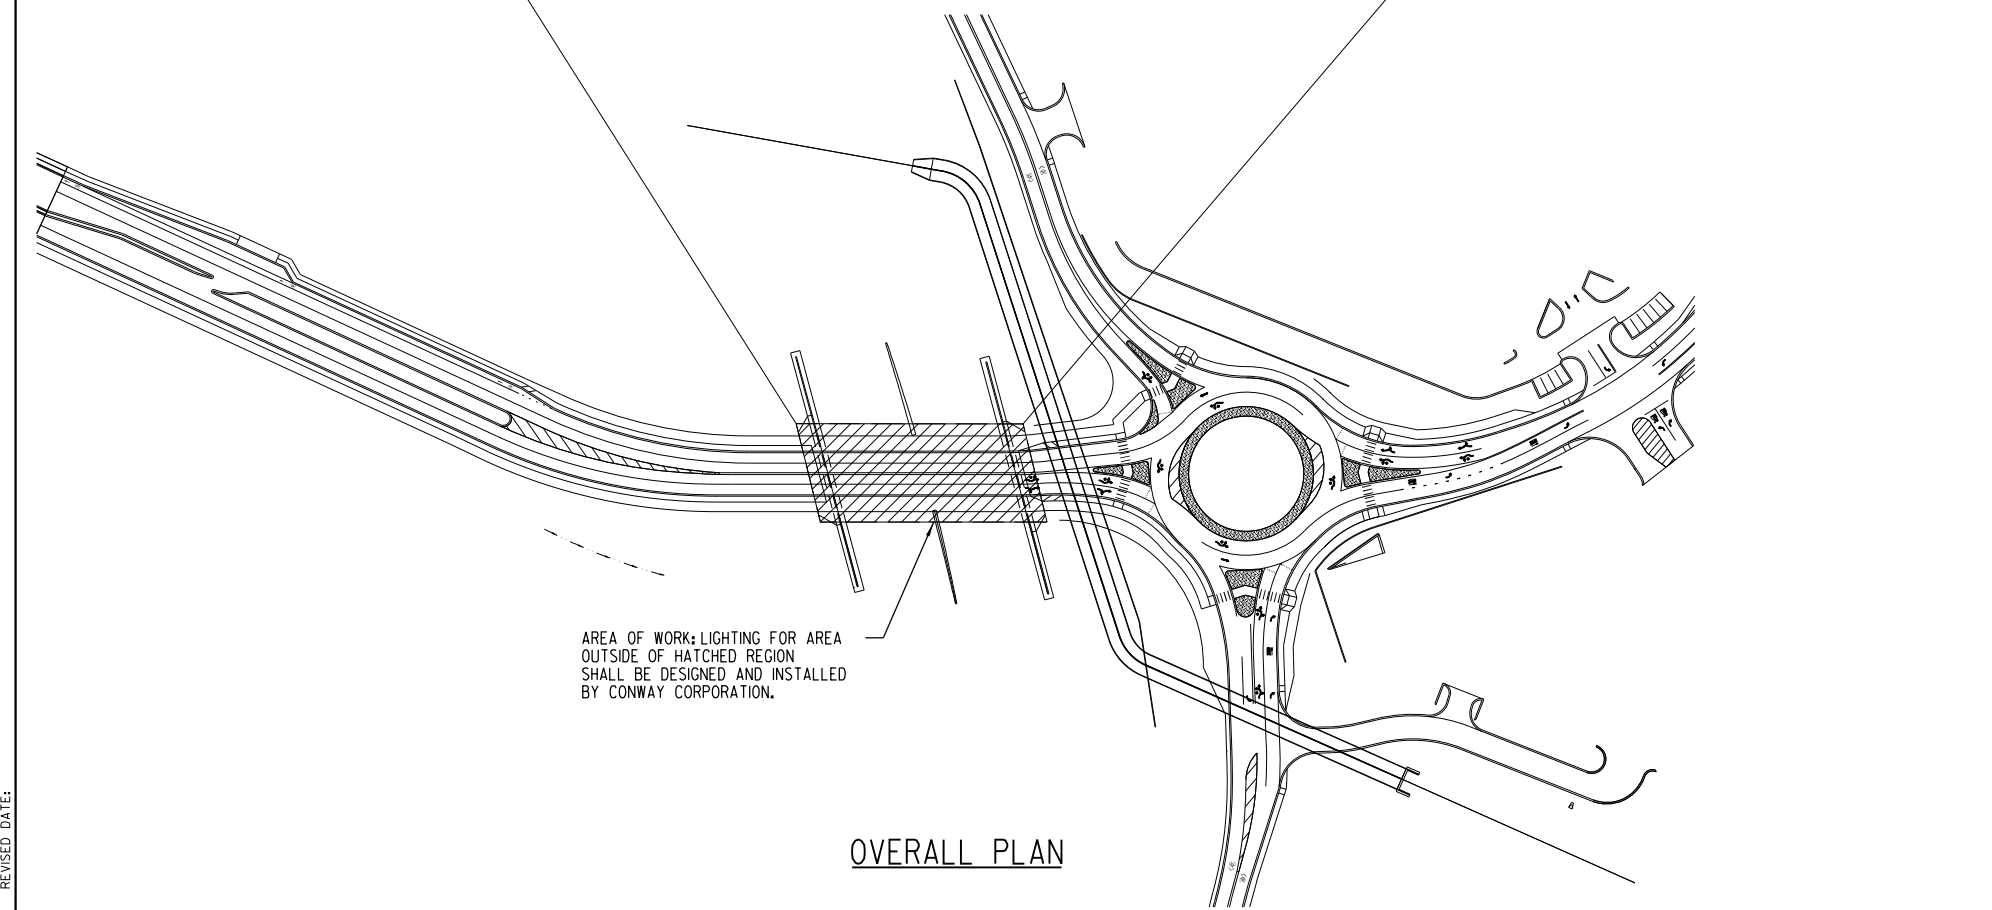 AREA OF WORK: LIGHTING FOR AREA
OUTSIDE OF HATCHED REGION
SHALL BE DESIGNED AND INSTALLED
BY CONWAY CORPORATION.
OVERALL PLAN
REVISED DATE: